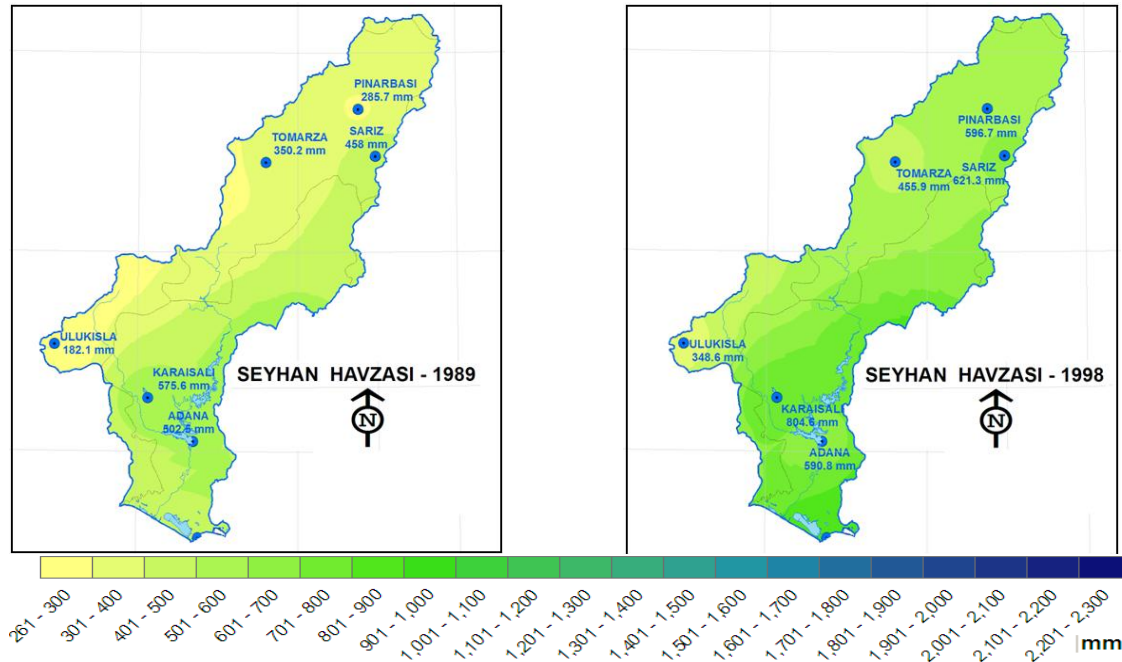 PINARBASI
285.7 mm
TOMARZA
350.2 mm
SARIZ
458 mm
ULUKISLA
182.1 mm
KARAISALI
575.6 mm
ADANA
502.5 mm
SEYHAN HAVZASI - 1989
N
PINARBASI
596.7 mm
TOMARZA
455.9 mm
SARIZ
621.3 mm
ULUKISLA
348.6 mm
KARAISALI
804.6 mm
ADANA
590.8 mm
SEYHAN HAVZASI - 1998
N
261 - 300
301 - 400
401 - 500
501 - 600
601 - 700
701 - 800
801 - 900
901 - 1,000
1,001 - 1,100
1,101 - 1,200
1,201 - 1,300
1,301 - 1,400
1,401 - 1,500
1,501 - 1,600
1,601 - 1,700
1,701 - 1,800
1,801 - 1,900
1,901 - 2,000
2,001 - 2,100
2,101 - 2,200
2,201 - 2,300
mm